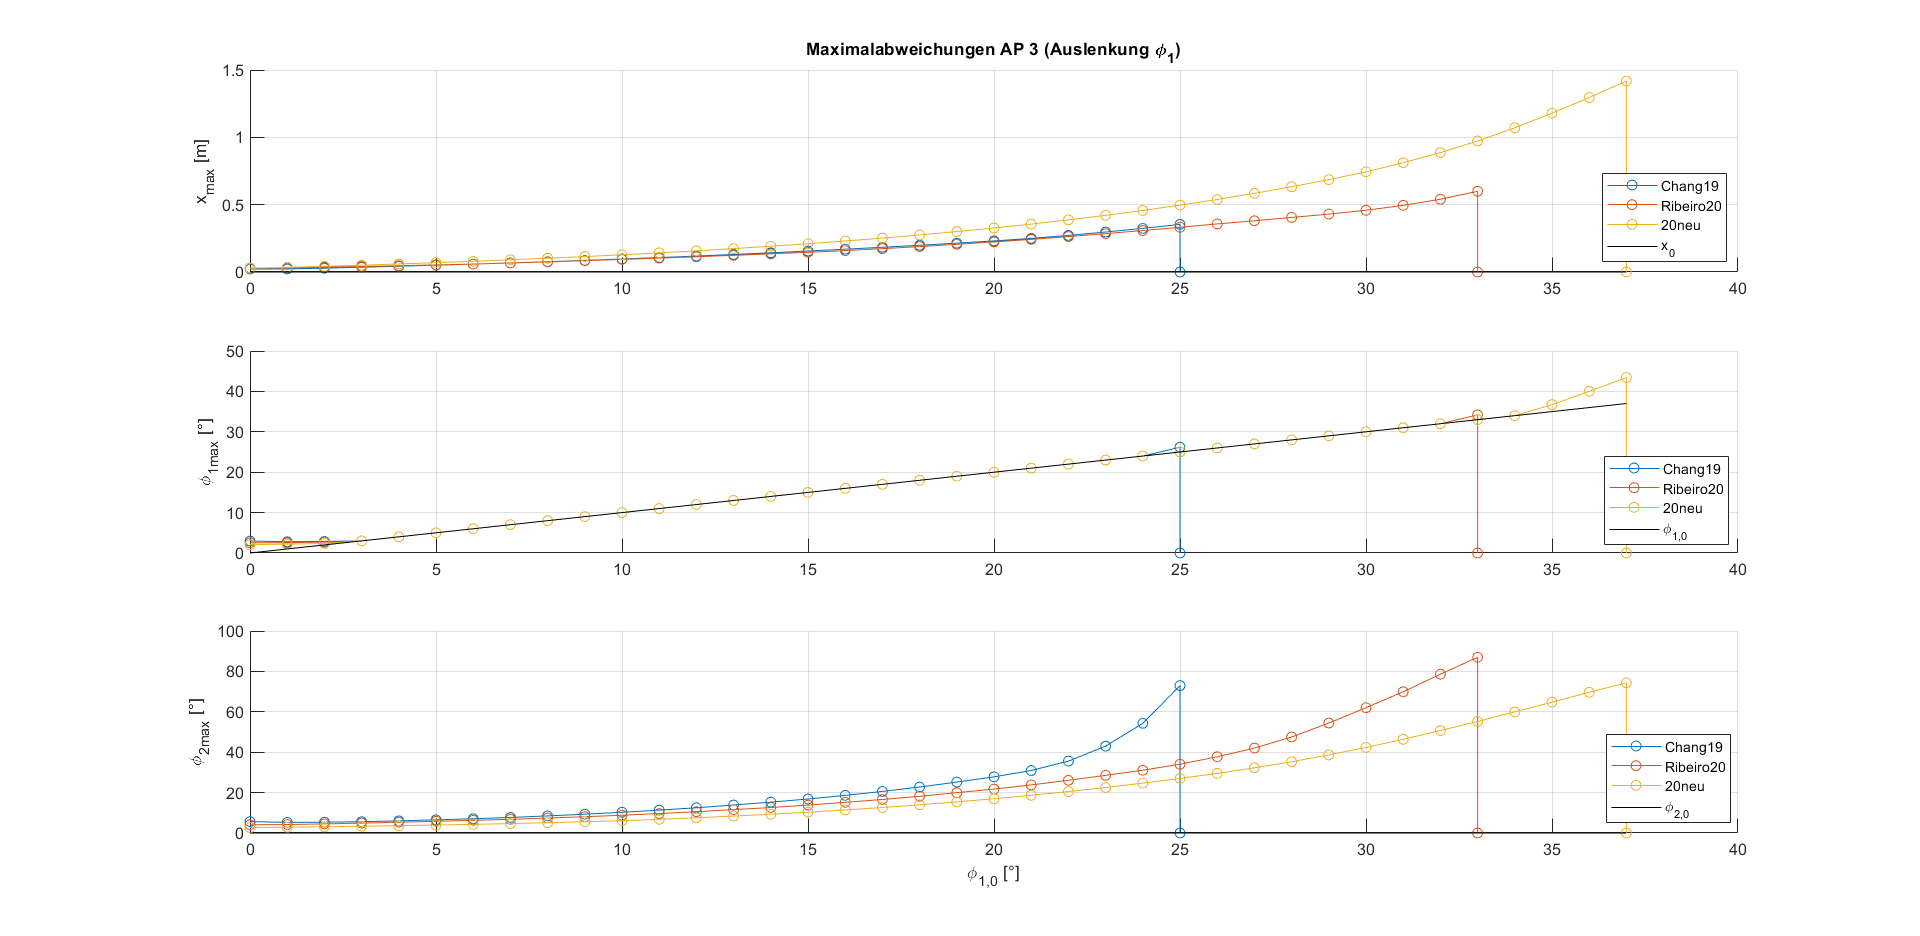 Maximalabweichungen AP 3 (Auslenkung ϕ1)
1.5
1
0.5
0
xmax [m]
0 5 10 15 20 25 30 35 40
Chang19
Ribeiro20
20neu
x0
50
40
30
20
10
0
ϕ1max [°]
0 5 10 15 20 25 30 35 40
Chang19
Ribeiro20
20neu
ϕ1,0
100
80
60
40
20
0
ϕ2max [°]
0 5 10 15 20 25 30 35 40
Chang19
Ribeiro20
20neu
ϕ2,0
ϕ1,0 [°]